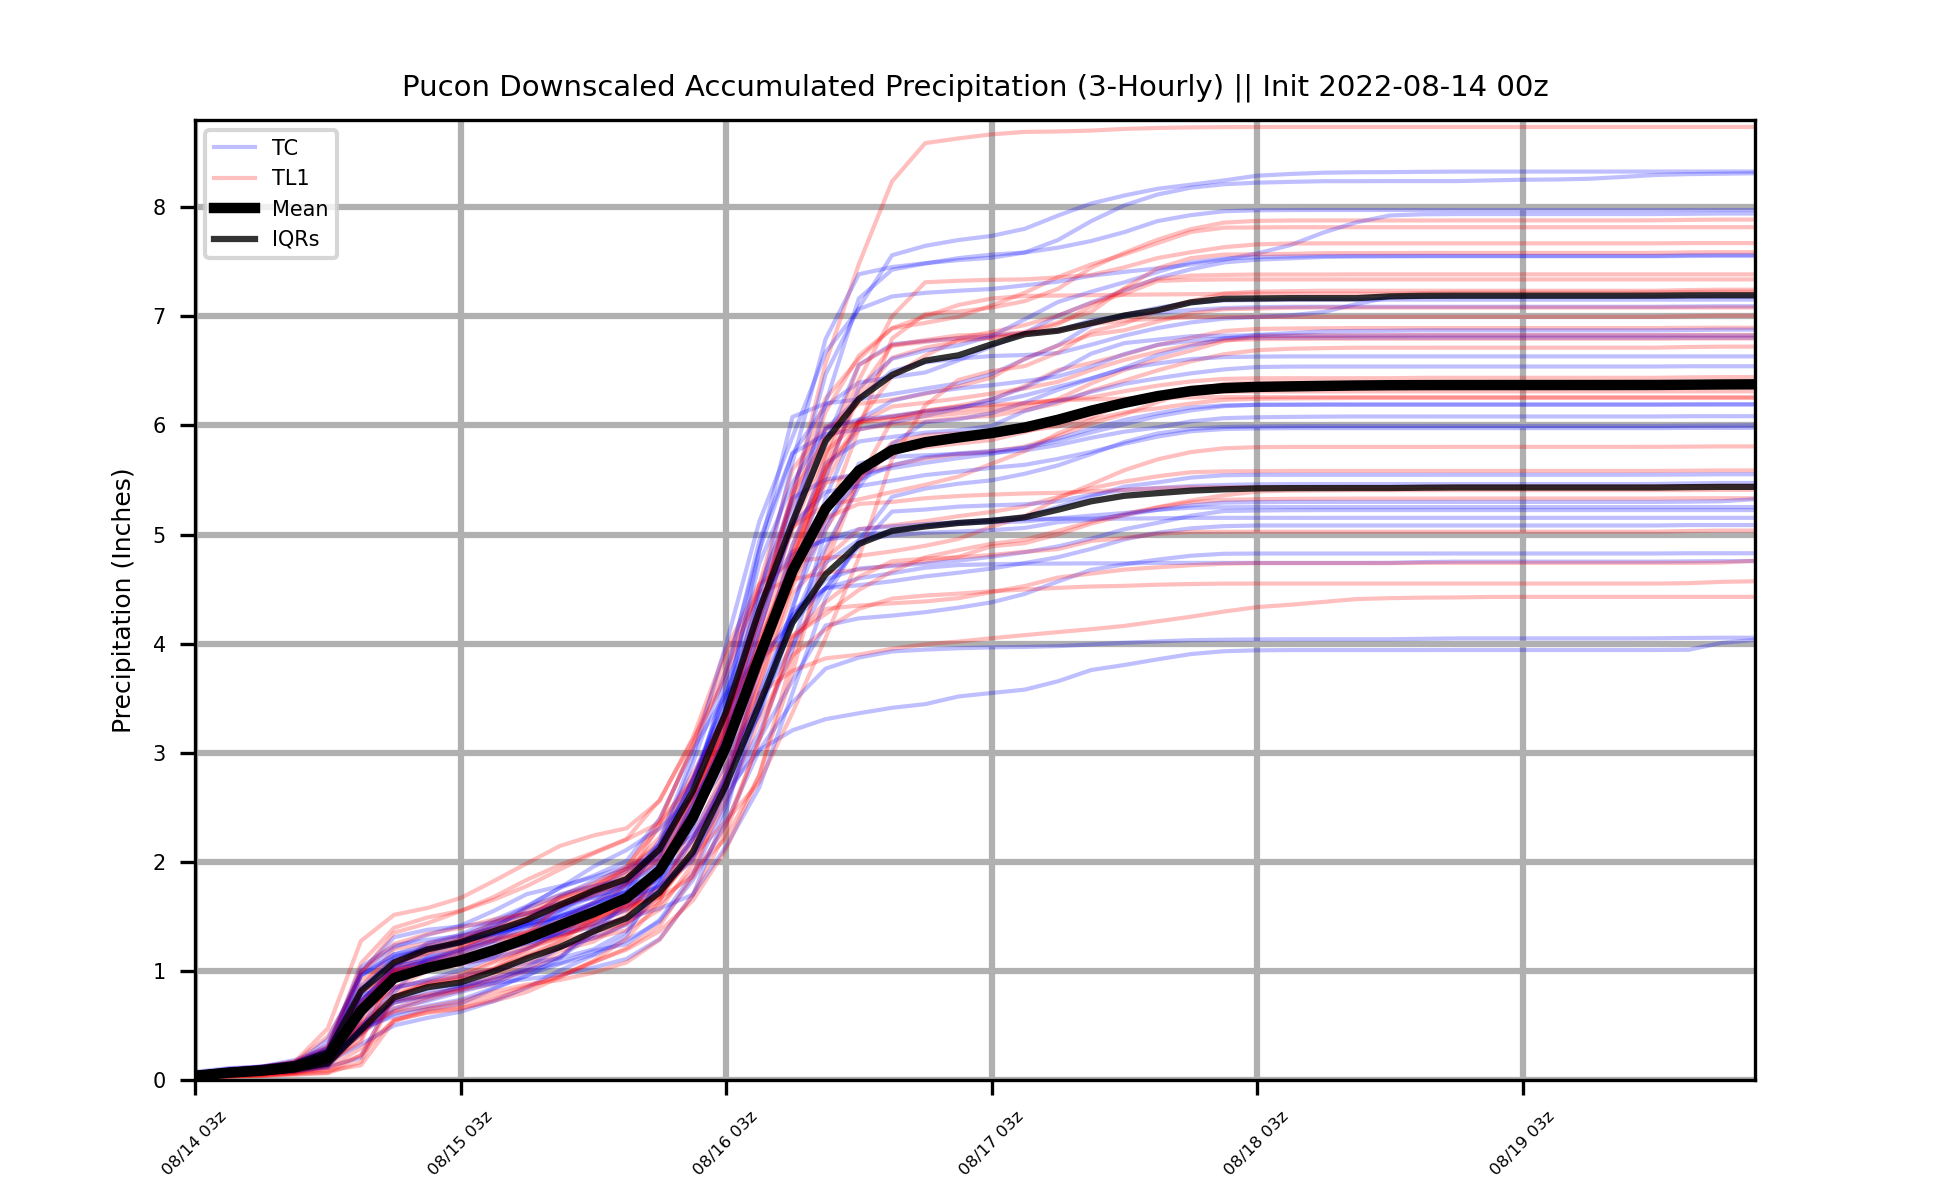 Pucon Downscaled Accumulated Precipitation (3-Hourly) || Init 2022-08-14 00z
TC
TL1
Mean
IQRs
Precipitation (Inches)
8
7
6
5
4
3
2
1
0
08/14 03z
08/15 03z
08/16 03z
08/17 03z
08/18 03z
08/19 03z